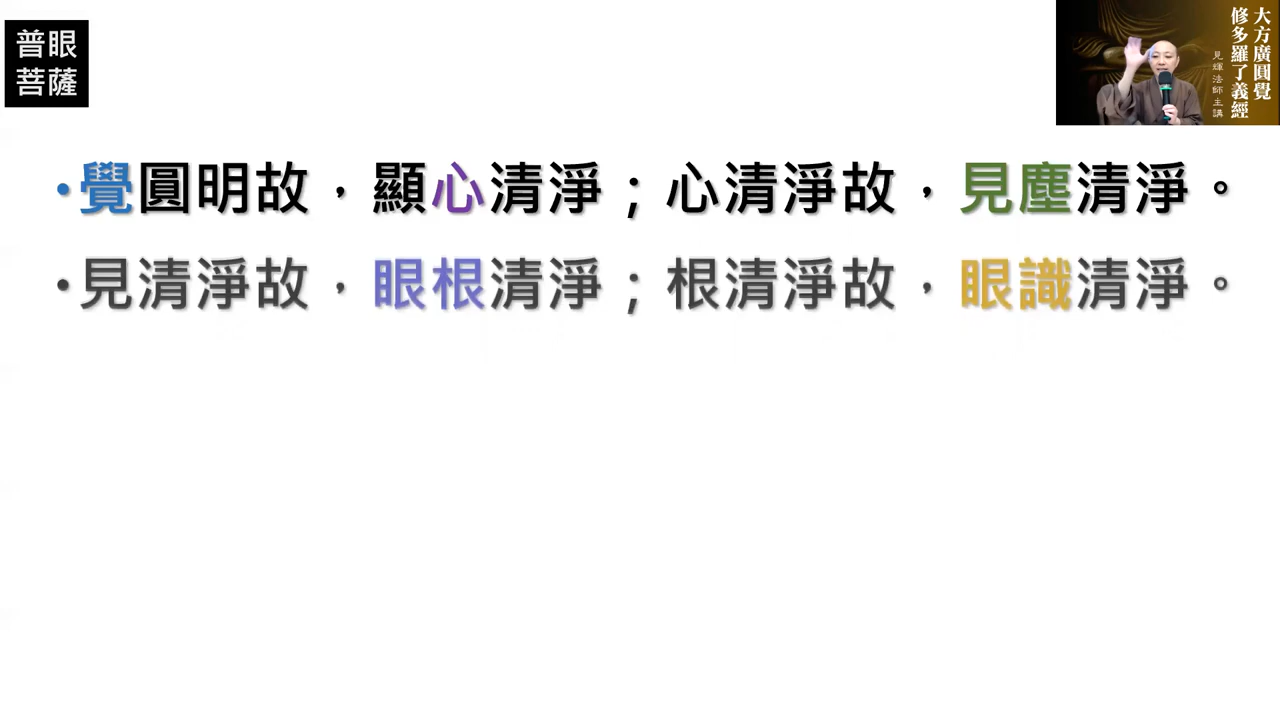 普眼
菩薩
大方廣圓覺
修多羅了義經
見輝法師主講
•覺圓明故，顯心清淨；心清淨故，見塵清淨。
•見清淨故，眼根清淨；根清淨故，眼識清淨。